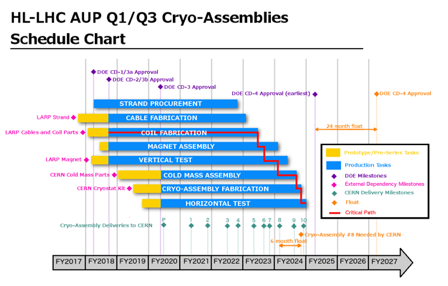 HL-LHC AUP Q1/Q3 Cryo-Assemblies
Schedule Chart
DOE CD-1/3a Approval
DOE CD-2/3b Approval
DOE CD-3 Approval
DOE CD-4 Approval (earliest)
DOE CD-4 Approval
STRAND PROCUREMENT
LARP Strand
CABLE FABRICATION
LARP Cables and Coil Parts
COIL FABRICATION
24 month float
MAGNET ASSEMBLY
LARP Magnet
VERTICAL TEST
CERN Cold Mass Parts
COLD MASS ASSEMBLY
CERN Cryostat Kit
CRYO-ASSEMBLY FABRICATION
HORIZONTAL TEST
Prototype/Pre-series Tasks
Production Tasks
DOE Milestones
External Dependency Milestones
CERN Delivery Milestones
Float
Critical Path
Cryo-Assembly Deliveries to CERN
P 1 2 3 4 5 6 7 8 9 10
Cryo-Assembly #8 Needed by CERN
6 month float
FY2017 FY2018 FY2019 FY2020 FY2021 FY2022 FY2023 FY2024 FY2025 FY2026 FY2027